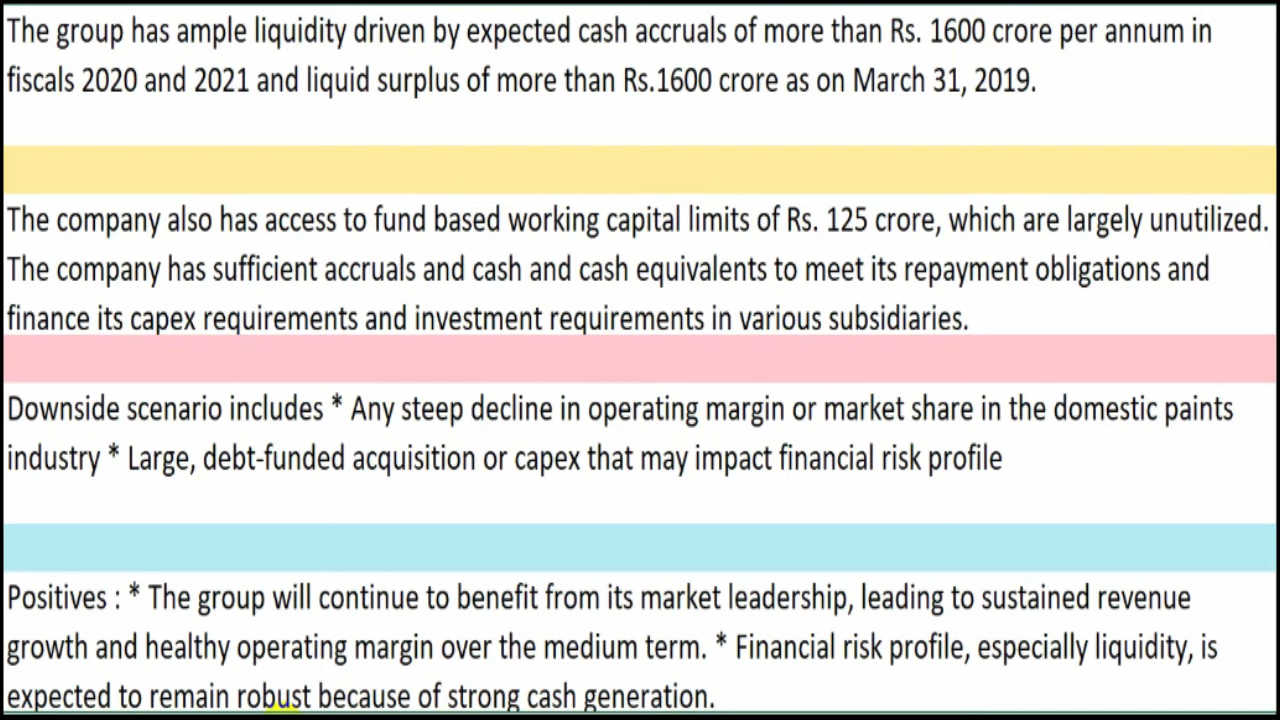 The group has ample liquidity driven by expected cash accruals of more than Rs. 1600 crore per annum in
fiscals 2020 and 2021 and liquid surplus of more than Rs.1600 crore as on March 31, 2019.
The company also has access to fund based working capital limits of Rs. 125 crore, which are largely unutilized.
The company has sufficient accruals and cash and cash equivalents to meet its repayment obligations and
finance its capex requirements and investment requirements in various subsidiaries.
Downside scenario includes * Any steep decline in operating margin or market share in the domestic paints
industry * Large, debt-funded acquisition or capex that may impact financial risk profile
Positives : * The group will continue to benefit from its market leadership, leading to sustained revenue
growth and healthy operating margin over the medium term. * Financial risk profile, especially liquidity, is
expected to remain robust because of strong cash generation.